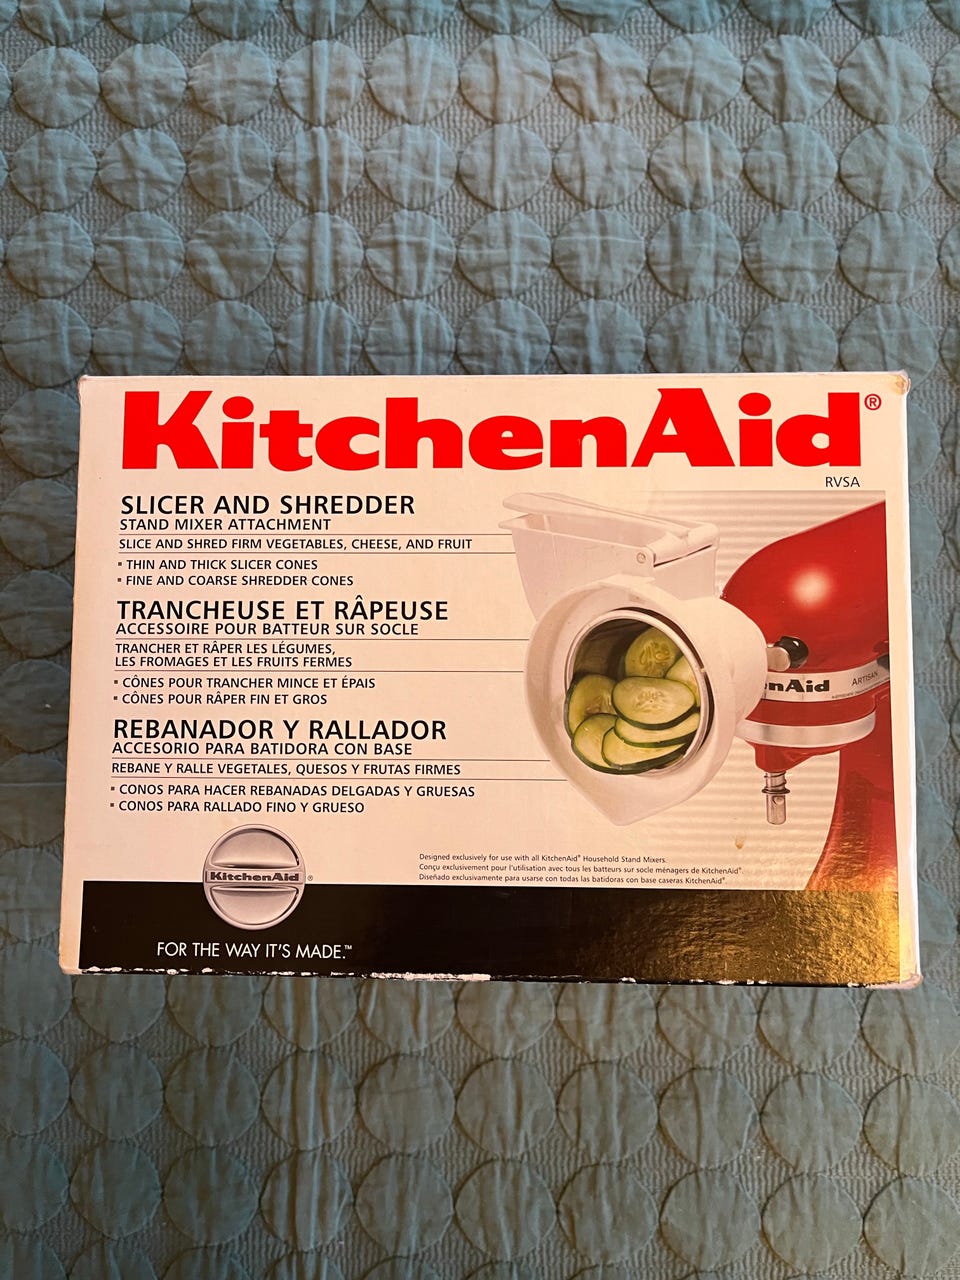 KitchenAid®
RVSA
SLICER AND SHREDDER
STAND MIXER ATTACHMENT
SLICE AND SHRED FIRM VEGETABLES, CHEESE, AND FRUIT
▪ THIN AND THICK SLICER CONES
▪ FINE AND COARSE SHREDDER CONES
TRANCHEUSE ET RÂPEUSE
ACCESSOIRE POUR BATTEUR SUR SOCLE
TRANCHER ET RÂPER LES LÉGUMES,
LES FROMAGES ET LES FRUITS FERMES
▪ CÔNES POUR TRANCHER MINCE ET ÉPAIS
▪ CÔNES POUR RÂPER FIN ET GROS
REBANADOR Y RALLADOR
ACCESORIO PARA BATIDORA CON BASE
REBANE Y RALLE VEGETALES, QUESOS Y FRUTAS FIRMES
▪ CONOS PARA HACER REBANADAS DELGADAS Y GRUESAS
▪ CONOS PARA RALLADO FINO Y GRUESO
enAid ARTISAN
Designed exclusively for use with all KitchenAid® Household Stand Mixers.
Conçu exclusivement pour l'utilisation avec tous les batteurs sur socle ménagers de KitchenAid®.
Diseñado exclusivamente para usarse con todas las batidoras con base caseras KitchenAid®.
KitchenAid®
FOR THE WAY IT'S MADE.™